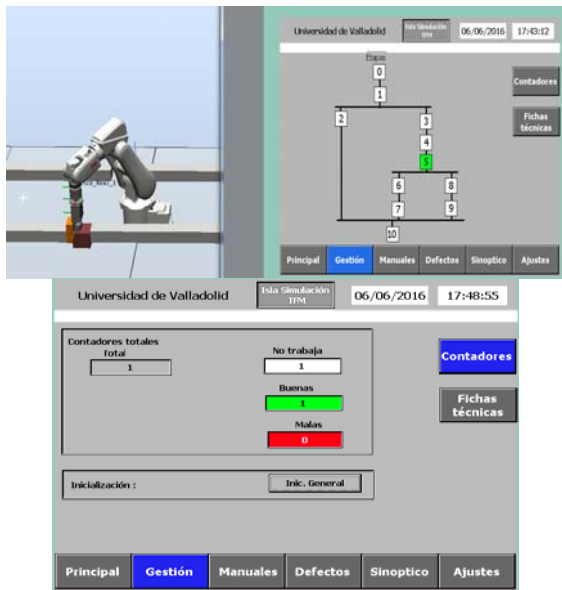 Universidad de Valladolid
Isla Simulación
TFM
06/06/2016
17:43:12
Etapas
0
1
2
3
4
5
6
8
7
9
10
Contadores
Fichas
técnicas
Principal
Gestión
Manuales
Defectos
Sinoptico
Ajustes
Universidad de Valladolid
Isla Simulación
TFM
06/06/2016
17:48:55
Contadores totales
Total
1
No trabaja
1
Buenas
1
Malas
0
Contadores
Fichas
técnicas
Inicialización :
Inic. General
Principal
Gestión
Manuales
Defectos
Sinoptico
Ajustes